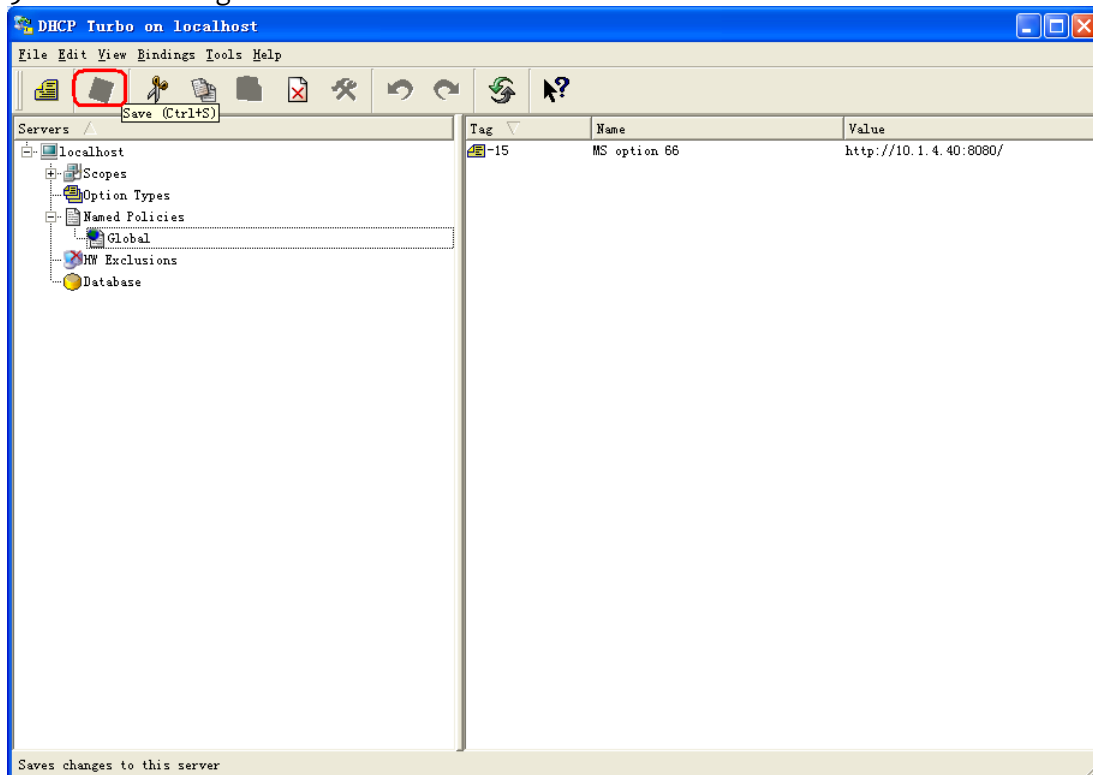 DHCP Turbo on localhost
File Edit View Bindings Tools Help
Save (Ctrl+S)
Servers
Tag Name Value
localhost
-15 MS option 66 http://10.1.4.40:8080/
Scopes
Option Types
Named Policies
Global
HW Exclusions
Database
Saves changes to this server